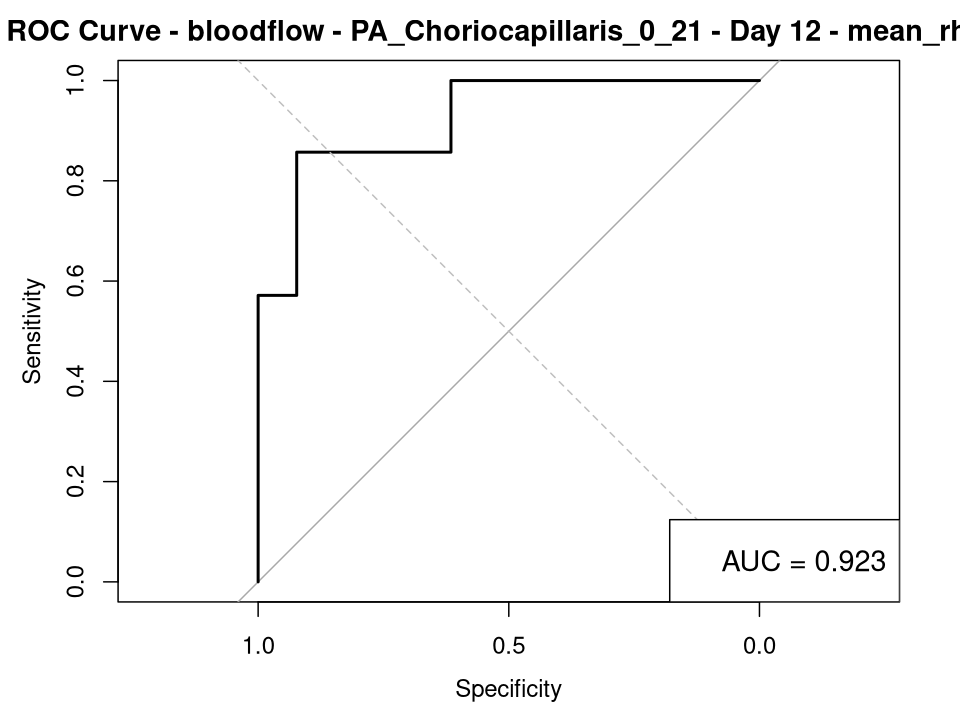 ROC Curve - bloodflow - PA_Choriocapillaris_0_21 - Day 12 - mean_rh
1.0
0.8
0.6
0.4
0.2
0.0
Sensitivity
AUC = 0.923
1.0 0.5 0.0
Specificity